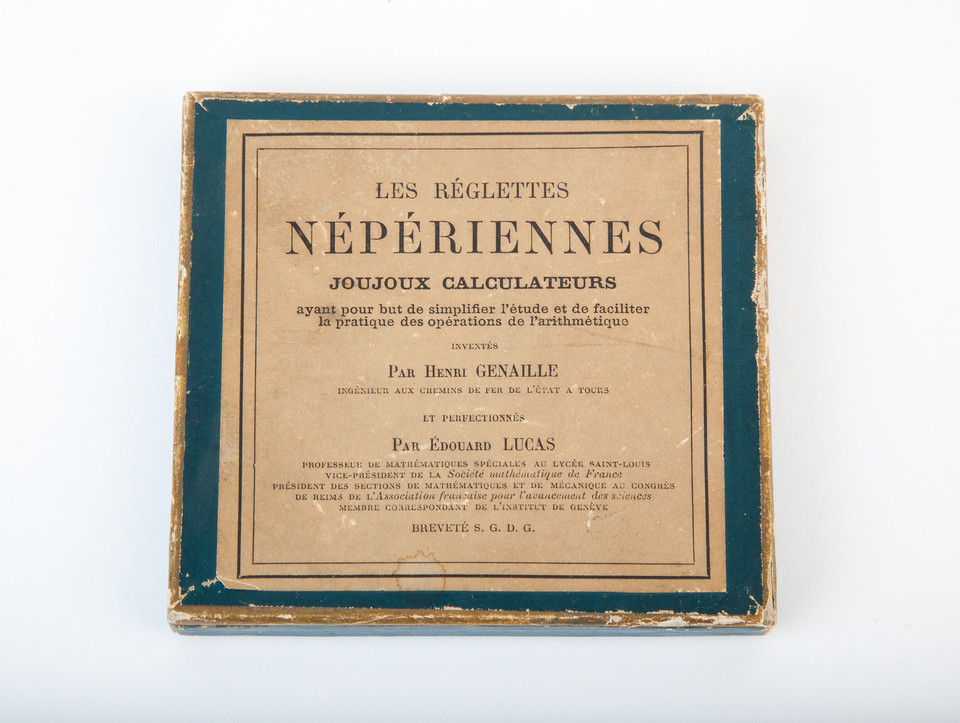 LES RÉGLETTES
NÉPÉRIENNES
JOUJOUX CALCULATEURS
ayant pour but de simplifier l'étude et de faciliter
la pratique des opérations de l'arithmétique
INVENTÉS
PAR HENRI GENAILLE
INGÉNIEUR AUX CHEMINS DE FER DE L'ÉTAT A TOURS
ET PERFECTIONNÉS
PAR ÉDOUARD LUCAS
PROFESSEUR DE MATHÉMATIQUES SPÉCIALES AU LYCÉE SAINT-LOUIS
VICE-PRÉSIDENT DE LA Société mathématique de France
PRÉSIDENT DES SECTIONS DE MATHÉMATIQUES ET DE MÉCANIQUE AU CONGRÈS
DE REIMS DE L'Association française pour l'avancement des sciences
MEMBRE CORRESPONDANT DE L'INSTITUT DE GENÈVE
BREVETÉ S. G. D. G.